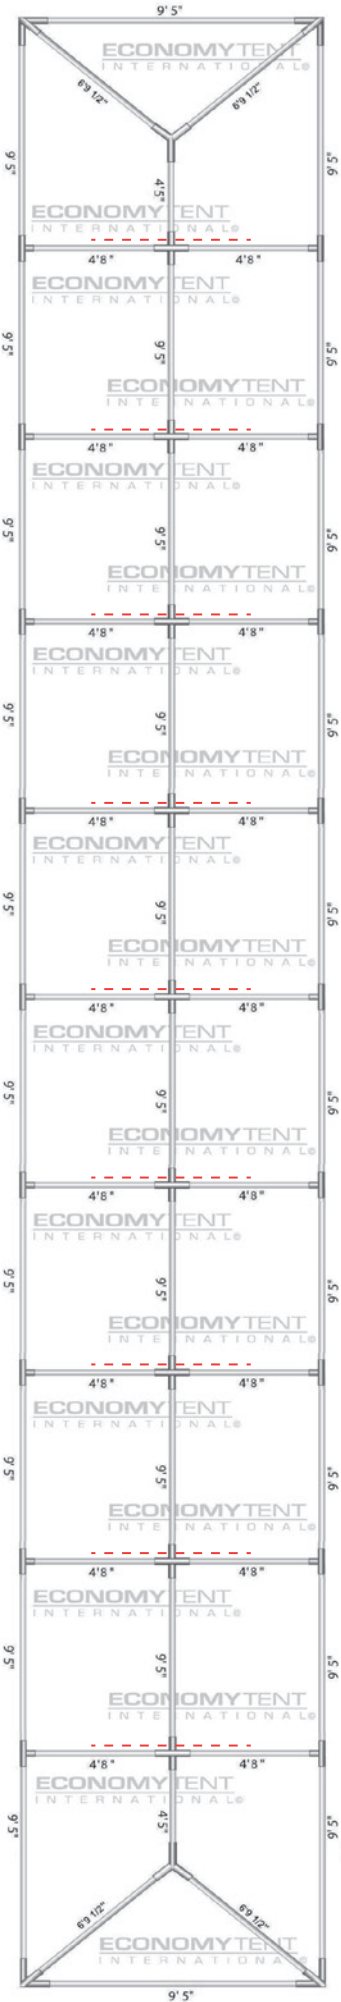 9' 5"
ECONOMYTENT
INTERNATIONAL®
6'9 1/2"
6'9 1/2"
9' 5"
9' 5"
4'5"
ECONOMYTENT
INTERNATIONAL®
4'8"
4'8"
ECONOMYTENT
INTERNATIONAL®
9' 5"
9'5"
9' 5"
ECONOMYTENT
INTERNATIONAL®
4'8"
4'8"
ECONOMYTENT
INTERNATIONAL®
9' 5"
9'5"
9' 5"
ECONOMYTENT
INTERNATIONAL®
4'8"
4'8"
ECONOMYTENT
INTERNATIONAL®
9' 5"
9'5"
9' 5"
ECONOMYTENT
INTERNATIONAL®
4'8"
4'8"
ECONOMYTENT
INTERNATIONAL®
9' 5"
9'5"
9' 5"
ECONOMYTENT
INTERNATIONAL®
4'8"
4'8"
ECONOMYTENT
INTERNATIONAL®
9' 5"
9'5"
9' 5"
ECONOMYTENT
INTERNATIONAL®
4'8"
4'8"
ECONOMYTENT
INTERNATIONAL®
9' 5"
9'5"
9' 5"
ECONOMYTENT
INTERNATIONAL®
4'8"
4'8"
ECONOMYTENT
INTERNATIONAL®
9' 5"
9'5"
9' 5"
ECONOMYTENT
INTERNATIONAL®
4'8"
4'8"
ECONOMYTENT
INTERNATIONAL®
9' 5"
9'5"
9' 5"
ECONOMYTENT
INTERNATIONAL®
4'8"
4'8"
ECONOMYTENT
INTERNATIONAL®
9' 5"
4'5"
9' 5"
6'9 1/2"
6'9 1/2"
ECONOMYTENT
INTERNATIONAL®
9' 5"